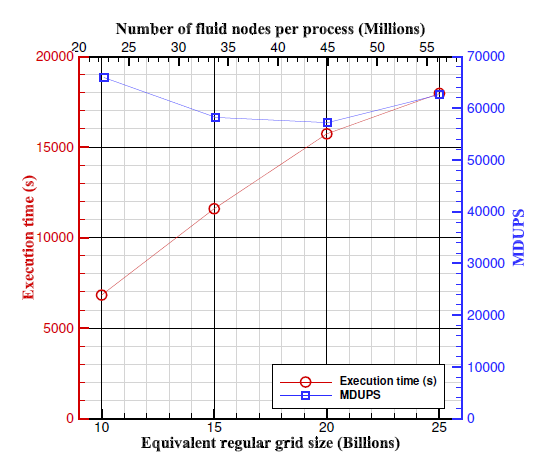 Number of fluid nodes per process (Millions)
20 25 30 35 40 45 50 55
20000 70000
60000
15000
50000
Execution time (s)
10000
40000
MDUPS
30000
5000
20000
10000
0 0
Execution time (s)
MDUPS
10 15 20 25
Equivalent regular grid size (Billions)